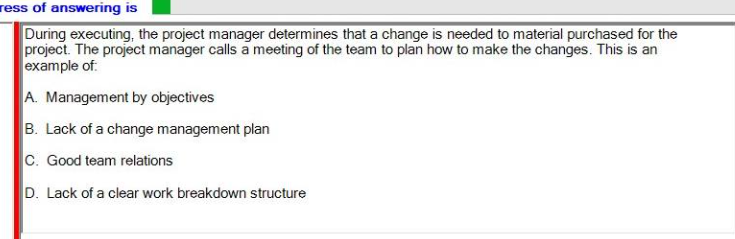 ress of answering is
During executing, the project manager determines that a change is needed to material purchased for the
project. The project manager calls a meeting of the team to plan how to make the changes. This is an
example of:
A. Management by objectives
B. Lack of a change management plan
C. Good team relations
D. Lack of a clear work breakdown structure